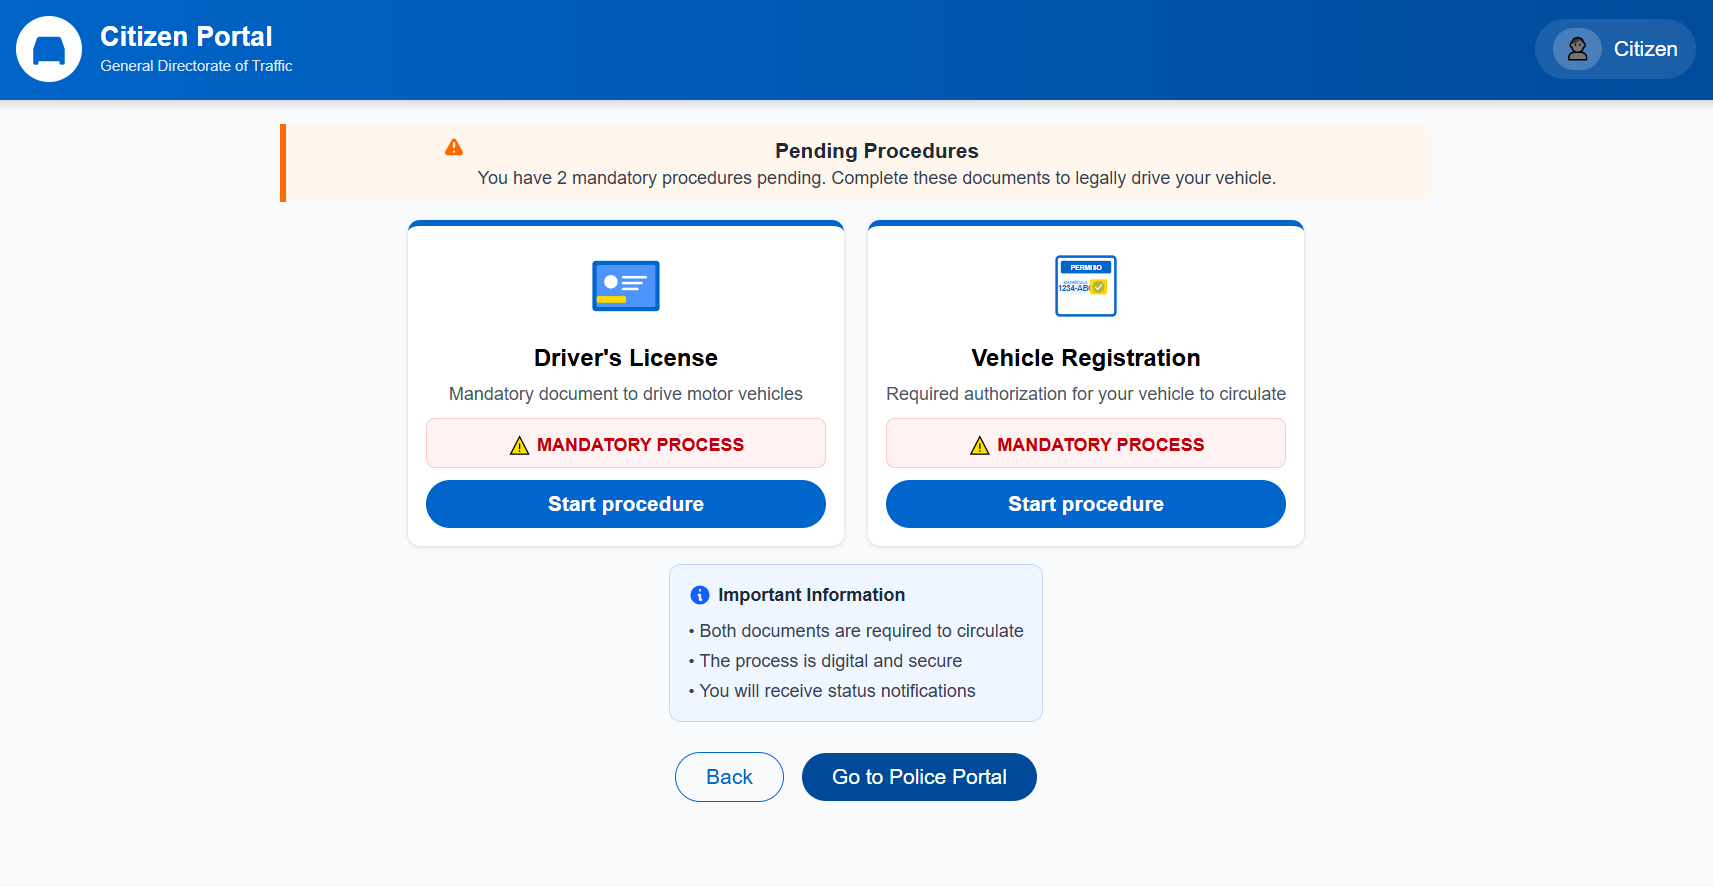 Citizen Portal
General Directorate of Traffic
Citizen
Pending Procedures
You have 2 mandatory procedures pending. Complete these documents to legally drive your vehicle.
Driver's License
Mandatory document to drive motor vehicles
MANDATORY PROCESS
Start procedure
PERMISO
MATRÍCULA
1234-ABC
Vehicle Registration
Required authorization for your vehicle to circulate
MANDATORY PROCESS
Start procedure
Important Information
• Both documents are required to circulate
• The process is digital and secure
• You will receive status notifications
Back
Go to Police Portal